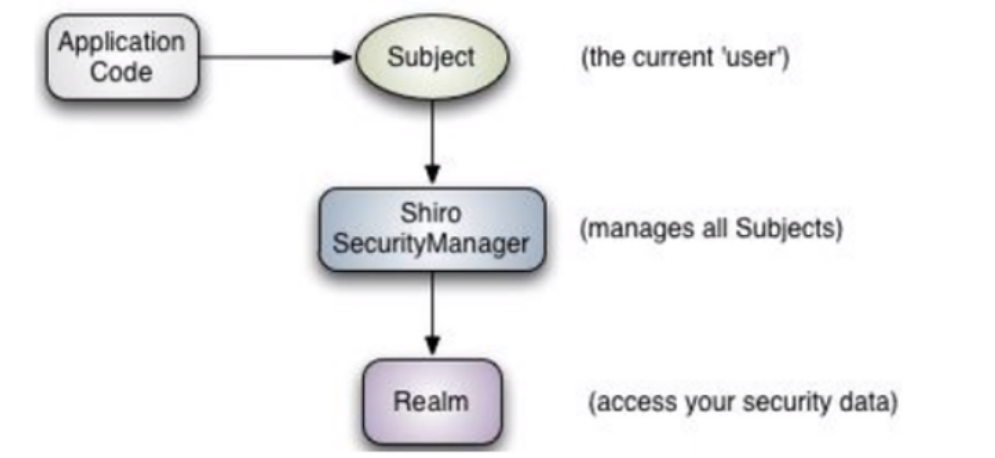 Application
Code
Subject
(the current 'user')
Shiro
SecurityManager
(manages all Subjects)
Realm
(access your security data)